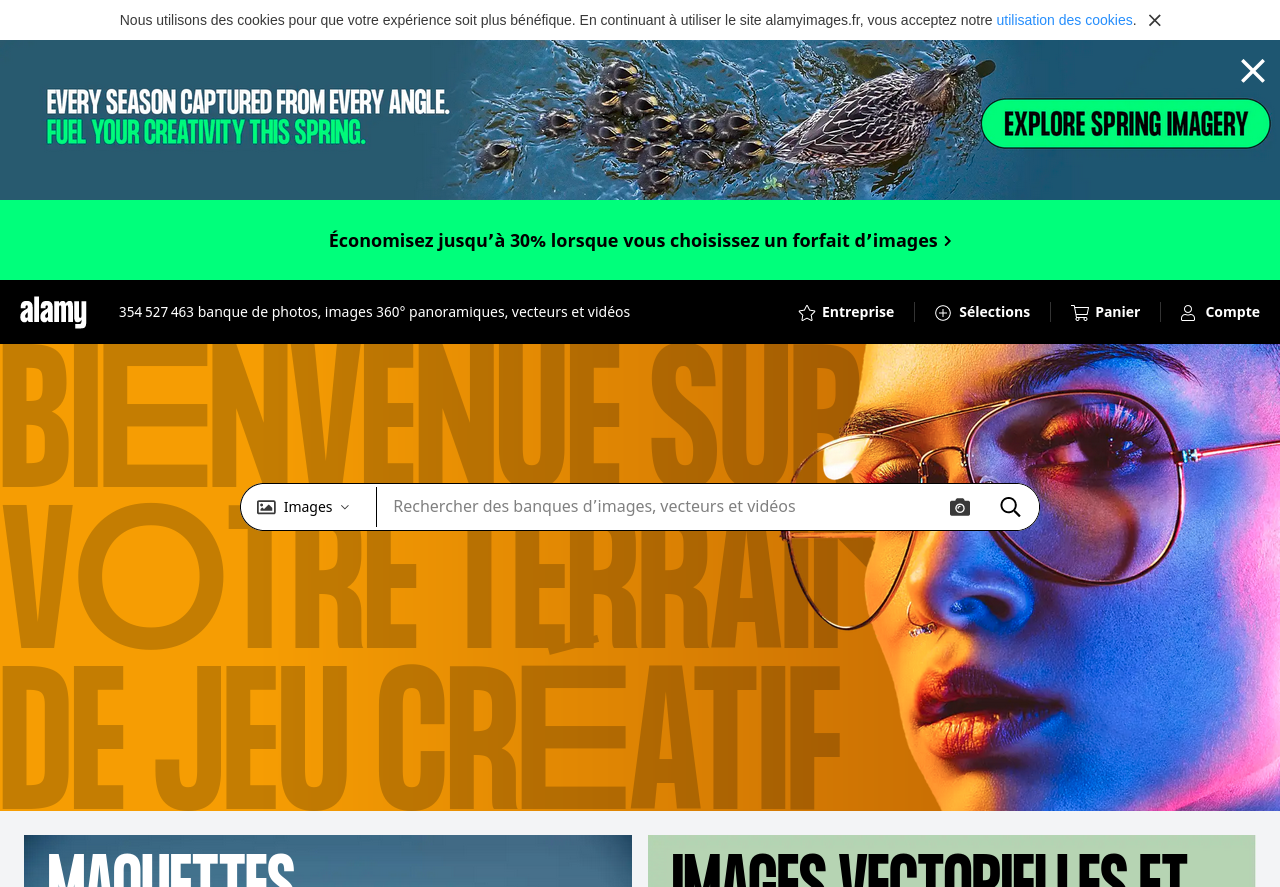 Nous utilisons des cookies pour que votre expérience soit plus bénéfique. En continuant à utiliser le site alamyimages.fr, vous acceptez notre utilisation des cookies.
EVERY SEASON CAPTURED FROM EVERY ANGLE.
FUEL YOUR CREATIVITY THIS SPRING.
EXPLORE SPRING IMAGERY
Économisez jusqu’à 30% lorsque vous choisissez un forfait d’images
alamy
354 527 463 banque de photos, images 360° panoramiques, vecteurs et vidéos
Entreprise
Sélections
Panier
Compte
BIENVENUE SUR
VOTRE TERRAIN
DE JEU CRÉATIF
Images
Rechercher des banques d’images, vecteurs et vidéos
MAQUETTES
IMAGES VECTORIELLES ET